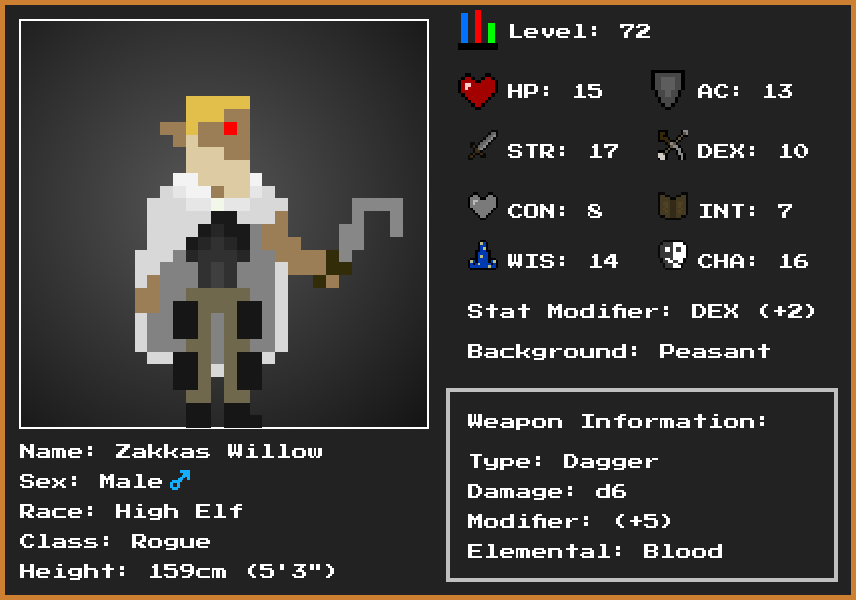 Level: 72
HP: 15
AC: 13
STR: 17
DEX: 10
CON: 8
INT: 7
WIS: 14
CHA: 16
Stat Modifier: DEX (+2)
Background: Peasant
Weapon Information:
Type: Dagger
Damage: d6
Modifier: (+5)
Elemental: Blood
Name: Zakkas Willow
Sex: Male♂
Race: High Elf
Class: Rogue
Height: 159cm (5'3")